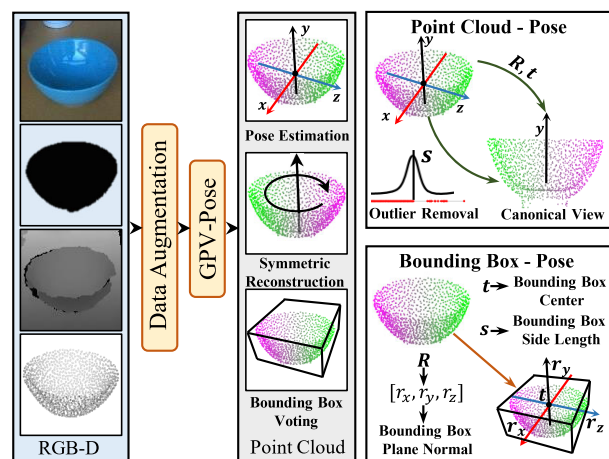 RGB-D
Data Augmentation
GPV-Pose
y
x
z
Pose Estimation
Symmetric
Reconstruction
Bounding Box
Voting
Point Cloud
Point Cloud - Pose
R, t
y
x
z
y
s
Outlier Removal
Canonical View
Bounding Box - Pose
t Bounding Box
Center
s Bounding Box
Side Length
R
[r_x, r_y, r_z]
Bounding Box
Plane Normal
r_y
t
r_x
r_z